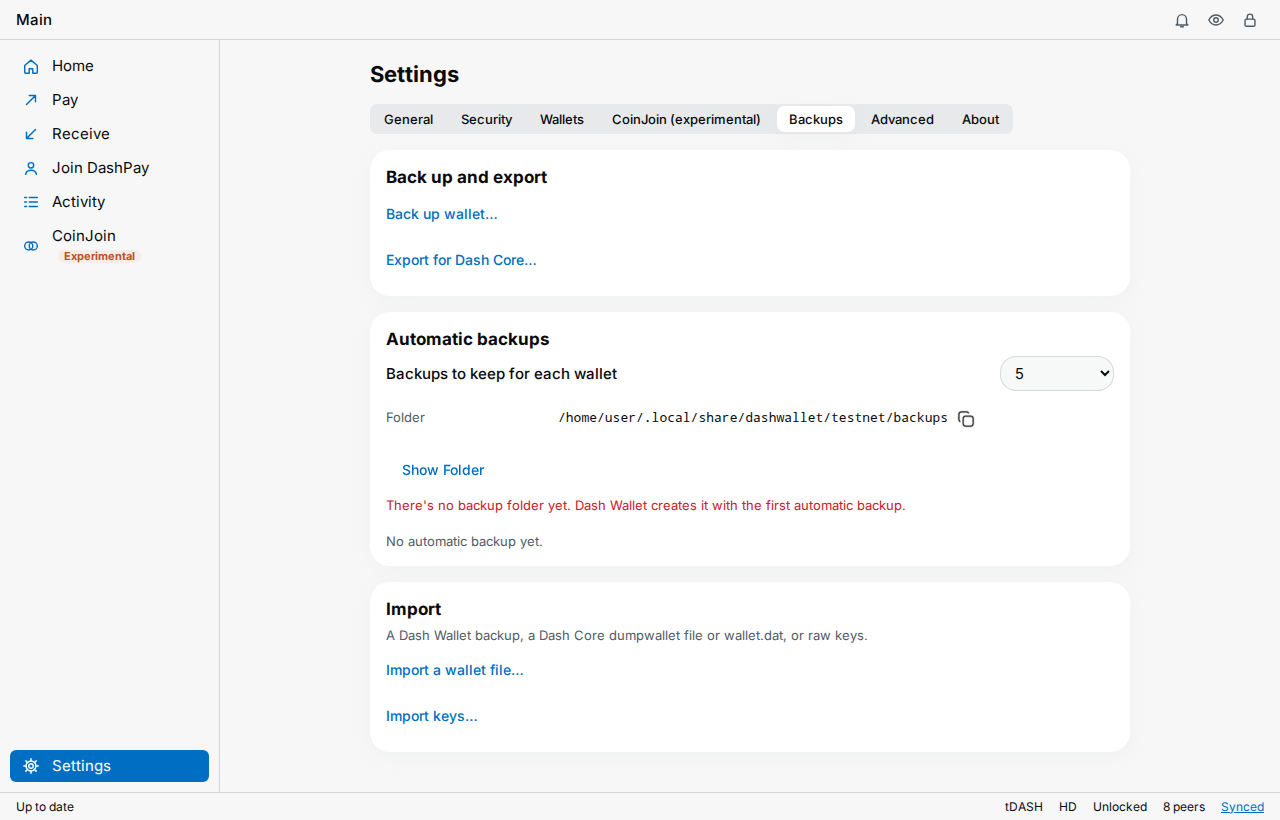 Main
Home
Pay
Receive
Join DashPay
Activity
CoinJoin
Experimental
Settings
Settings
General Security Wallets CoinJoin (experimental) Backups Advanced About
Back up and export
Back up wallet...
Export for Dash Core...
Automatic backups
Backups to keep for each wallet 5
Folder /home/user/.local/share/dashwallet/testnet/backups
Show Folder
There's no backup folder yet. Dash Wallet creates it with the first automatic backup.
No automatic backup yet.
Import
A Dash Wallet backup, a Dash Core dumpwallet file or wallet.dat, or raw keys.
Import a wallet file...
Import keys...
Up to date tDASH HD Unlocked 8 peers Synced